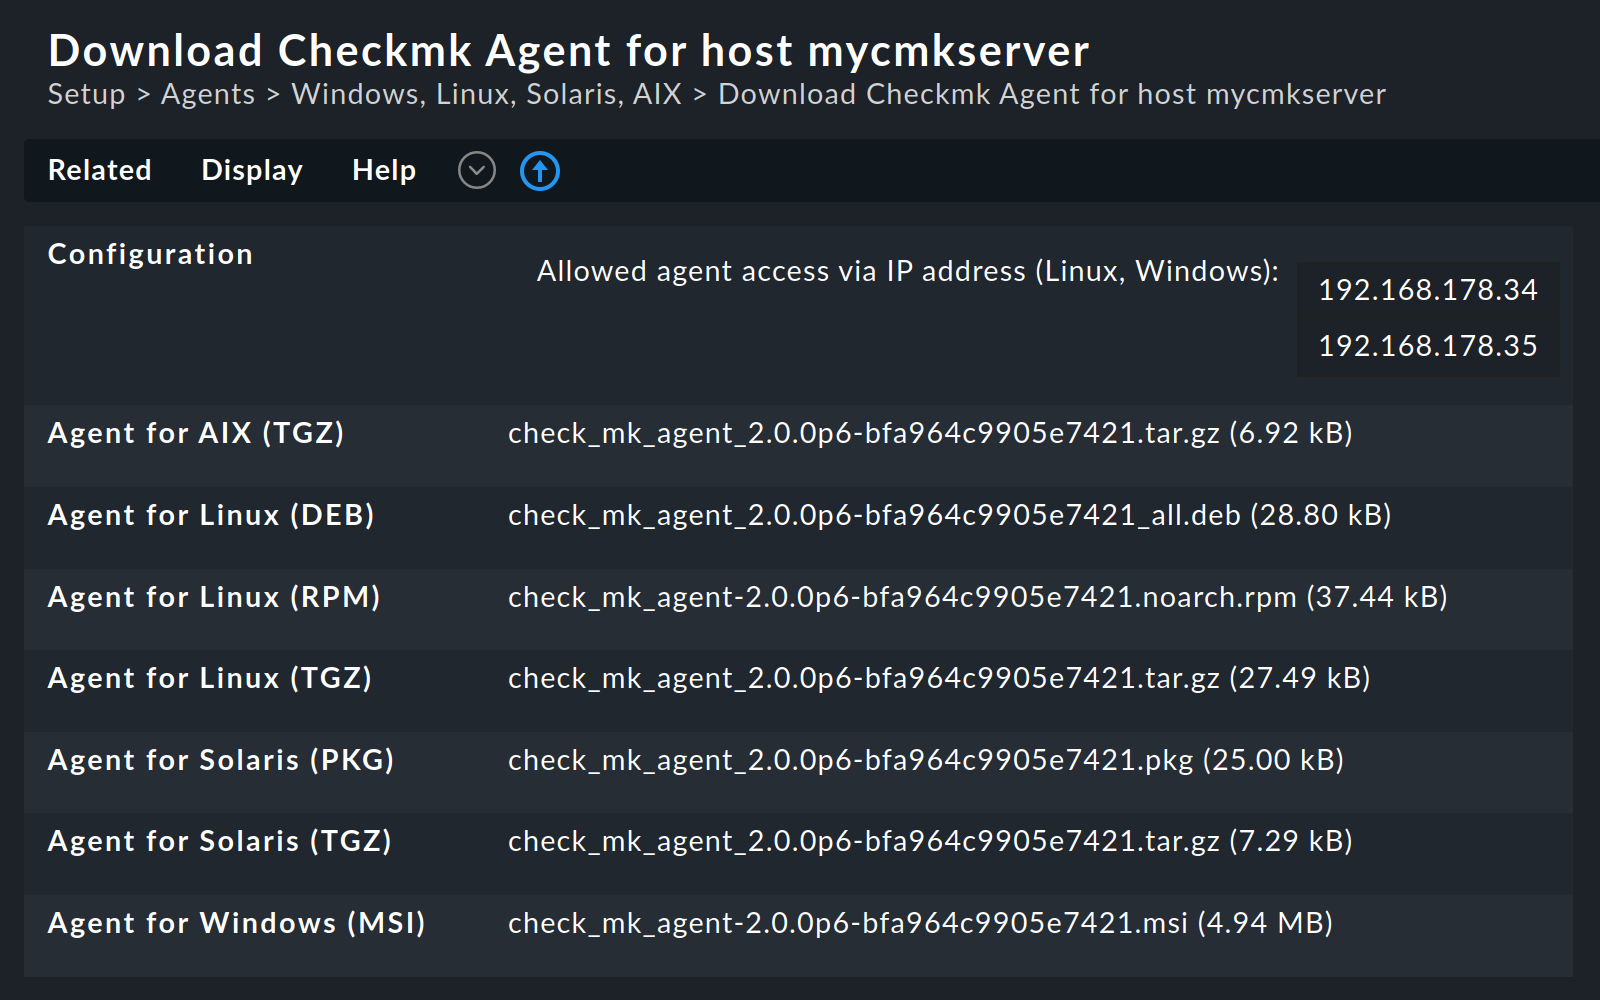 Download Checkmk Agent for host mycmkserver
Setup > Agents > Windows, Linux, Solaris, AIX > Download Checkmk Agent for host mycmkserver
Related Display Help
Configuration
Allowed agent access via IP address (Linux, Windows): 192.168.178.34
192.168.178.35
Agent for AIX (TGZ) check_mk_agent_2.0.0p6-bfa964c9905e7421.tar.gz (6.92 kB)
Agent for Linux (DEB) check_mk_agent_2.0.0p6-bfa964c9905e7421_all.deb (28.80 kB)
Agent for Linux (RPM) check_mk_agent-2.0.0p6-bfa964c9905e7421.noarch.rpm (37.44 kB)
Agent for Linux (TGZ) check_mk_agent_2.0.0p6-bfa964c9905e7421.tar.gz (27.49 kB)
Agent for Solaris (PKG) check_mk_agent_2.0.0p6-bfa964c9905e7421.pkg (25.00 kB)
Agent for Solaris (TGZ) check_mk_agent_2.0.0p6-bfa964c9905e7421.tar.gz (7.29 kB)
Agent for Windows (MSI) check_mk_agent-2.0.0p6-bfa964c9905e7421.msi (4.94 MB)